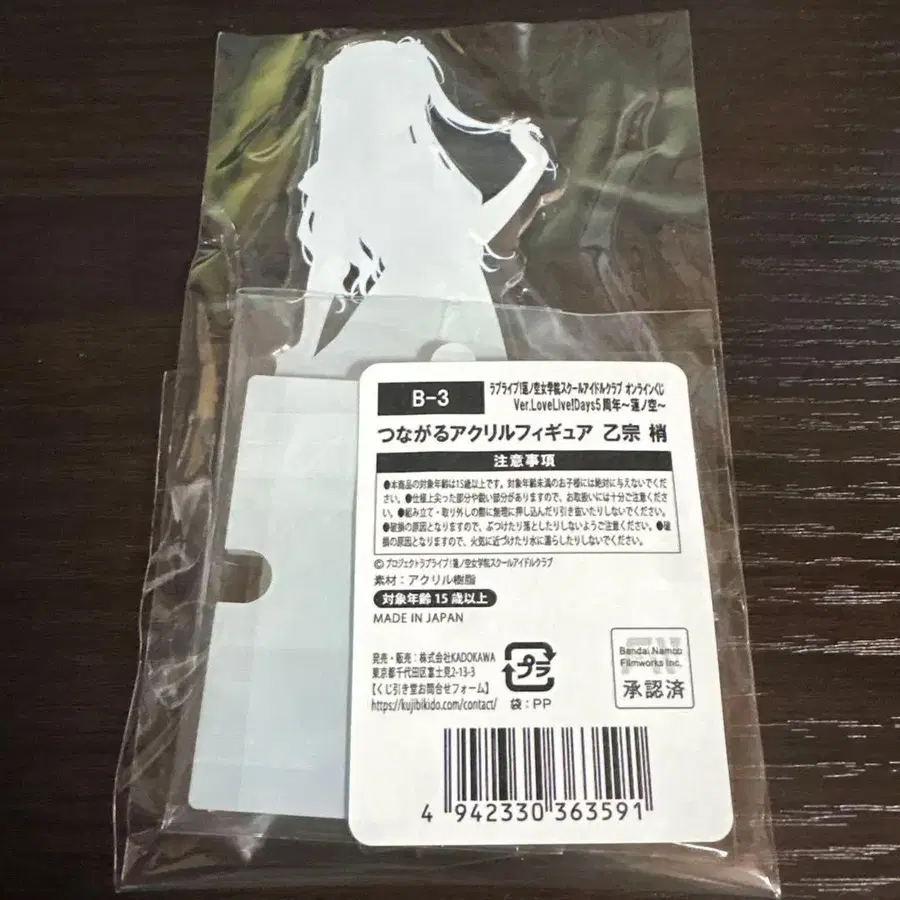 B-3
ラブライブ!蓮ノ空女学院スクールアイドルクラブ オンラインくじ
Ver.LoveLive!Days5周年～蓮ノ空～
つながるアクリルフィギュア 乙宗 梢
注意事項
●本商品の対象年齢は15歳以上です。対象年齢未満のお子様には絶対に与えないでくだ
さい。●仕様上尖った部分や鋭い部分がありますので、お取扱いには十分ご注意くださ
い。●組み立て・取り外しの際に無理に押し込んだり引き抜いたりしないでください。
●破損の原因となりますので、ぶつけたり落としたりしないようご注意ください。●破
損の原因となりますので、火気に近づけたり水に濡らしたりしないでください。
©プロジェクトラブライブ!蓮ノ空女学院スクールアイドルクラブ
素材：アクリル樹脂
対象年齢15歳以上
MADE IN JAPAN
発売・販売：株式会社KADOKAWA
東京都千代田区富士見2-13-3
【くじ引き堂お問合せフォーム】
https://kujibikido.com/contact/
プラ
袋：PP
Bandai Namco
Filmworks Inc.
承認済
4 942330 363591